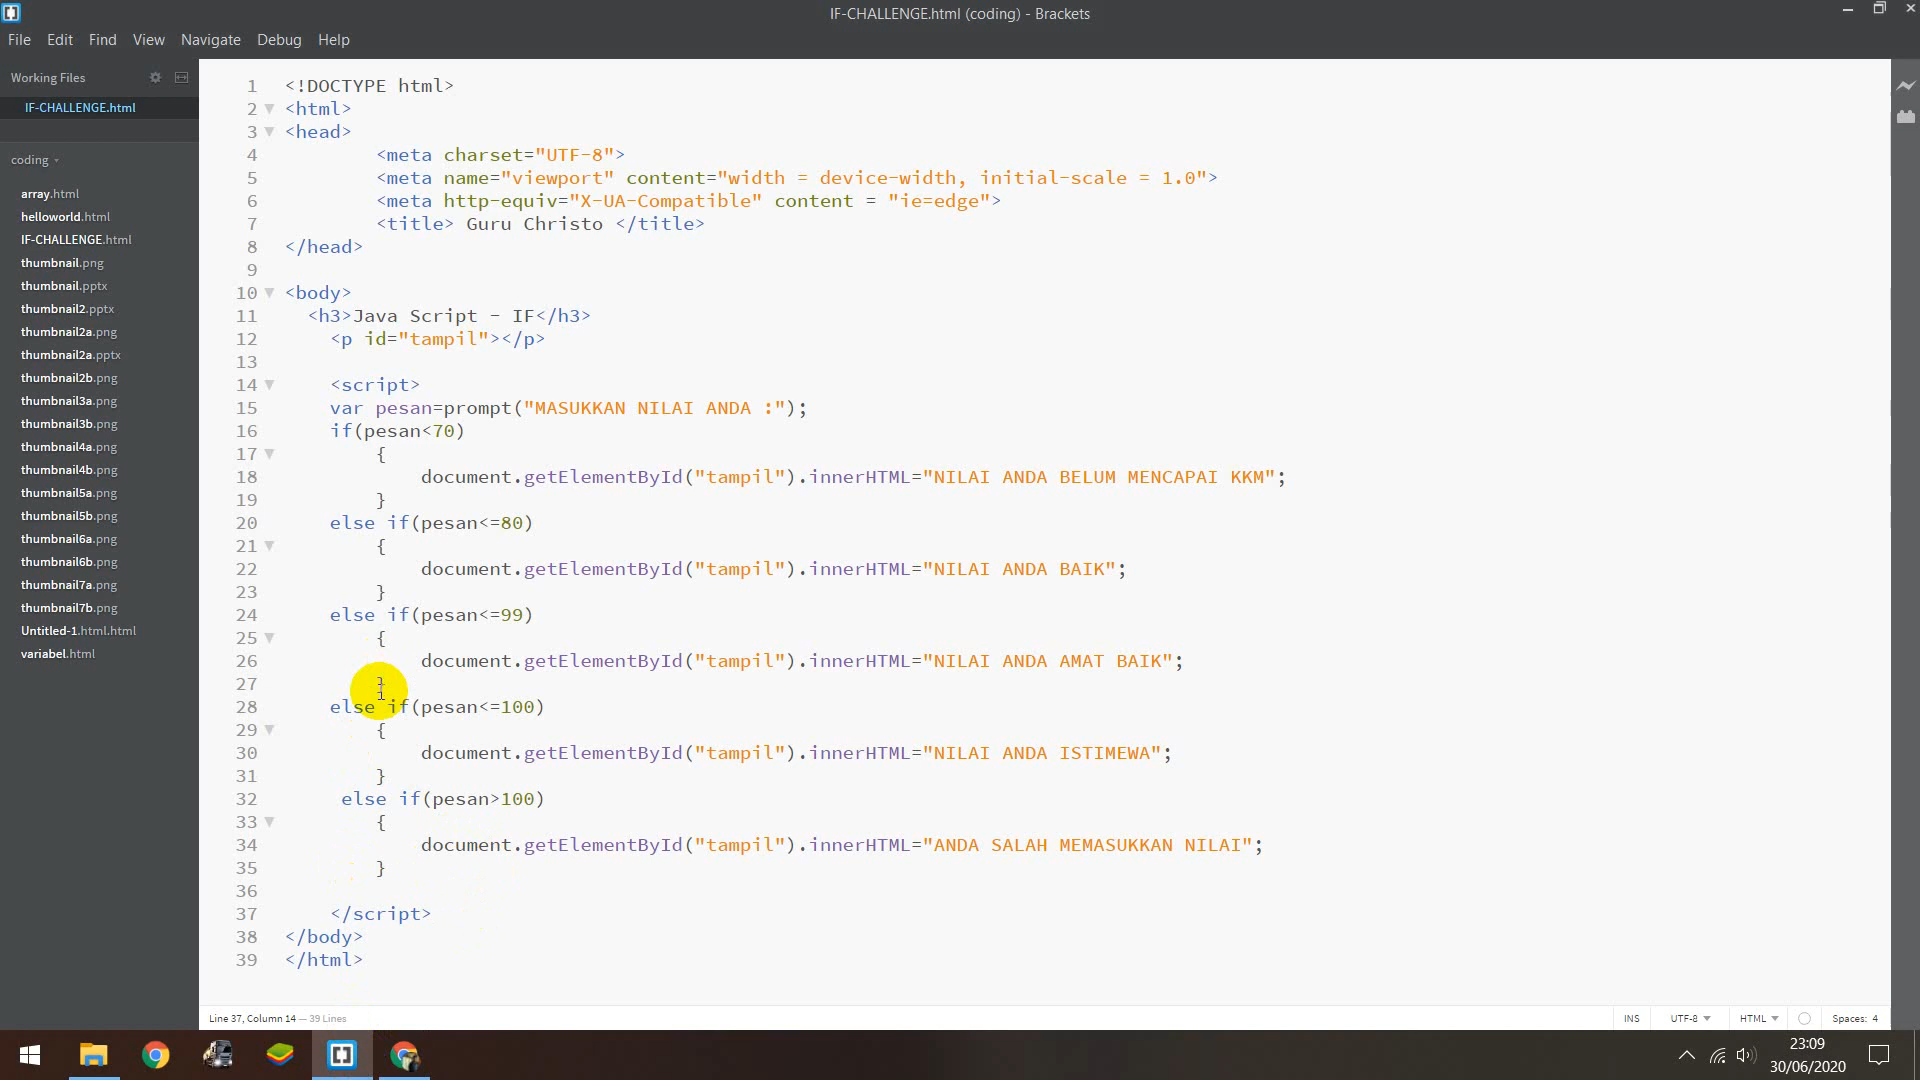 IF-CHALLENGE.html (coding) - Brackets
File Edit Find View Navigate Debug Help
Working Files
IF-CHALLENGE.html
coding
array.html
helloworld.html
IF-CHALLENGE.html
thumbnail.png
thumbnail.pptx
thumbnail2.pptx
thumbnail2a.png
thumbnail2a.pptx
thumbnail2b.png
thumbnail3a.png
thumbnail3b.png
thumbnail4a.png
thumbnail4b.png
thumbnail5a.png
thumbnail5b.png
thumbnail6a.png
thumbnail6b.png
thumbnail7a.png
thumbnail7b.png
Untitled-1.html.html
variabel.html
1 <!DOCTYPE html>
2 <html>
3 <head>
4 <meta charset="UTF-8">
5 <meta name="viewport" content="width = device-width, initial-scale = 1.0">
6 <meta http-equiv="X-UA-Compatible" content = "ie=edge">
7 <title> Guru Christo </title>
8 </head>
9
10 <body>
11 <h3>Java Script - IF</h3>
12 <p id="tampil"></p>
13
14 <script>
15 var pesan=prompt("MASUKKAN NILAI ANDA :");
16 if(pesan<70)
17 {
18 document.getElementById("tampil").innerHTML="NILAI ANDA BELUM MENCAPAI KKM";
19 }
20 else if(pesan<=80)
21 {
22 document.getElementById("tampil").innerHTML="NILAI ANDA BAIK";
23 }
24 else if(pesan<=99)
25 {
26 document.getElementById("tampil").innerHTML="NILAI ANDA AMAT BAIK";
27 }
28 else if(pesan<=100)
29 {
30 document.getElementById("tampil").innerHTML="NILAI ANDA ISTIMEWA";
31 }
32 else if(pesan>100)
33 {
34 document.getElementById("tampil").innerHTML="ANDA SALAH MEMASUKKAN NILAI";
35 }
36
37 </script>
38 </body>
39 </html>
Line 37, Column 14 — 39 Lines
INS UTF-8 HTML Spaces: 4
23:09
30/06/2020